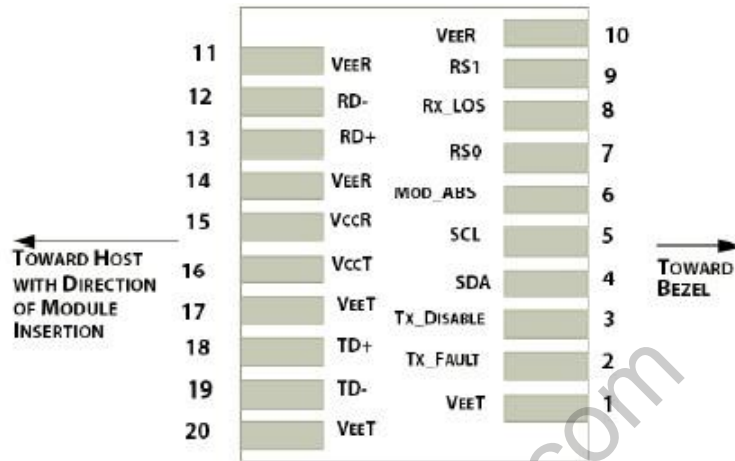 11 VEER
12 RD-
13 RD+
14 VEER
15 VCCR
16 VCCT
17 VEET
18 TD+
19 TD-
20 VEET
VEER 10
RS1 9
RX_LOS 8
RS0 7
MOD_ABS 6
SCL 5
SDA 4
TX_DISABLE 3
TX_FAULT 2
VEET 1
TOWARD HOST
WITH DIRECTION
OF MODULE
INSERTION
TOWARD
BEZEL
.com